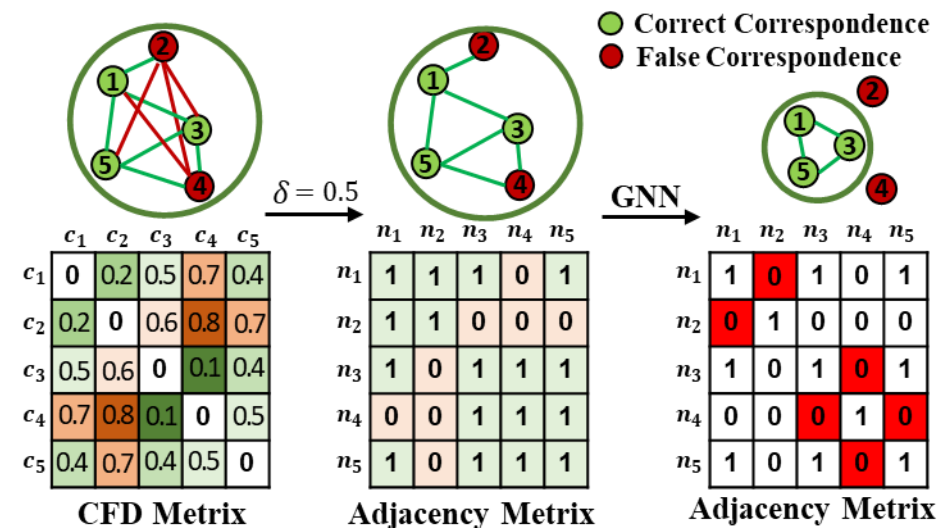 Correct Correspondence
False Correspondence
2
1
3
5
4
δ = 0.5
2
1
3
5
4
GNN
2
1
3
5
4
c₁ c₂ c₃ c₄ c₅
c₁ 0 0.2 0.5 0.7 0.4
c₂ 0.2 0 0.6 0.8 0.7
c₃ 0.5 0.6 0 0.1 0.4
c₄ 0.7 0.8 0.1 0 0.5
c₅ 0.4 0.7 0.4 0.5 0
CFD Metrix
n₁ n₂ n₃ n₄ n₅
n₁ 1 1 1 0 1
n₂ 1 1 0 0 0
n₃ 1 0 1 1 1
n₄ 0 0 1 1 1
n₅ 1 0 1 1 1
Adjacency Metrix
n₁ n₂ n₃ n₄ n₅
n₁ 1 0 1 0 1
n₂ 0 1 0 0 0
n₃ 1 0 1 0 1
n₄ 0 0 0 1 0
n₅ 1 0 1 0 1
Adjacency Metrix